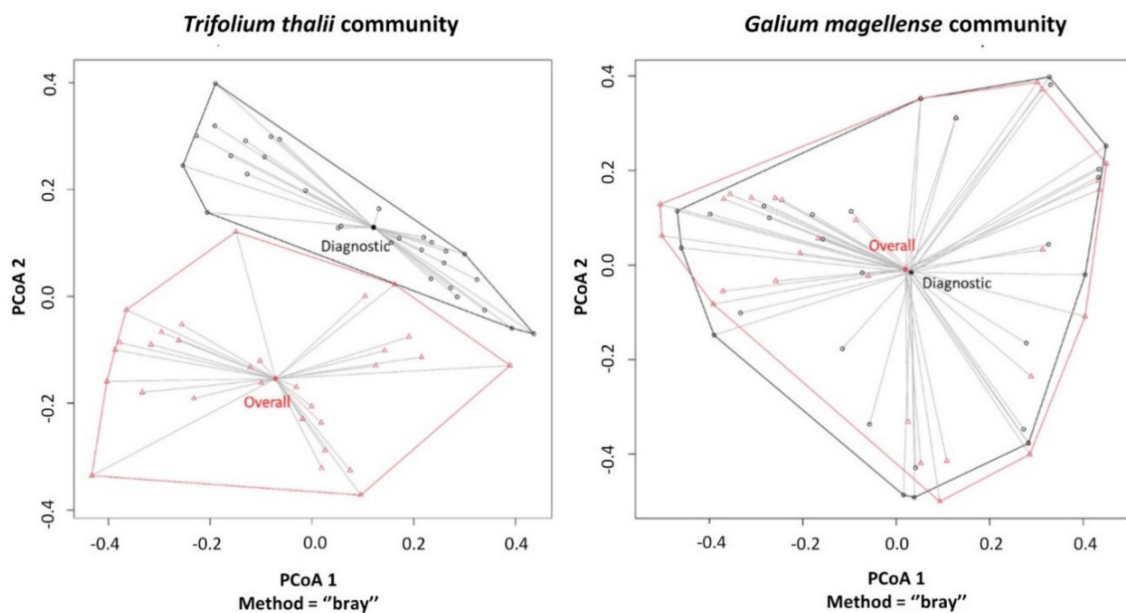 Trifolium thalii community
Galium magellense community
PCoA 2
0.4
0.2
0.0
-0.2
-0.4
Diagnostic
Overall
-0.4 -0.2 0.0 0.2 0.4
PCoA 1
Method = ‘‘bray’’
PCoA 2
0.4
0.2
0.0
-0.2
-0.4
Overall
Diagnostic
-0.4 -0.2 0.0 0.2 0.4
PCoA 1
Method = ‘‘bray’’